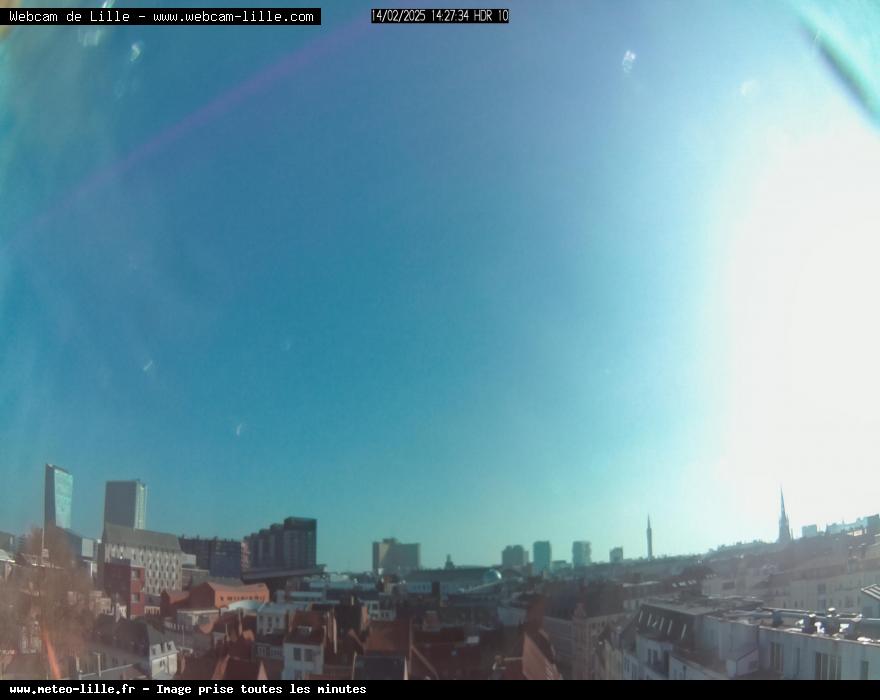 Webcam de Lille - www.webcam-lille.com
14/02/2025 14:27:34 HDR 10
www.meteo-lille.fr - Image prise toutes les minutes